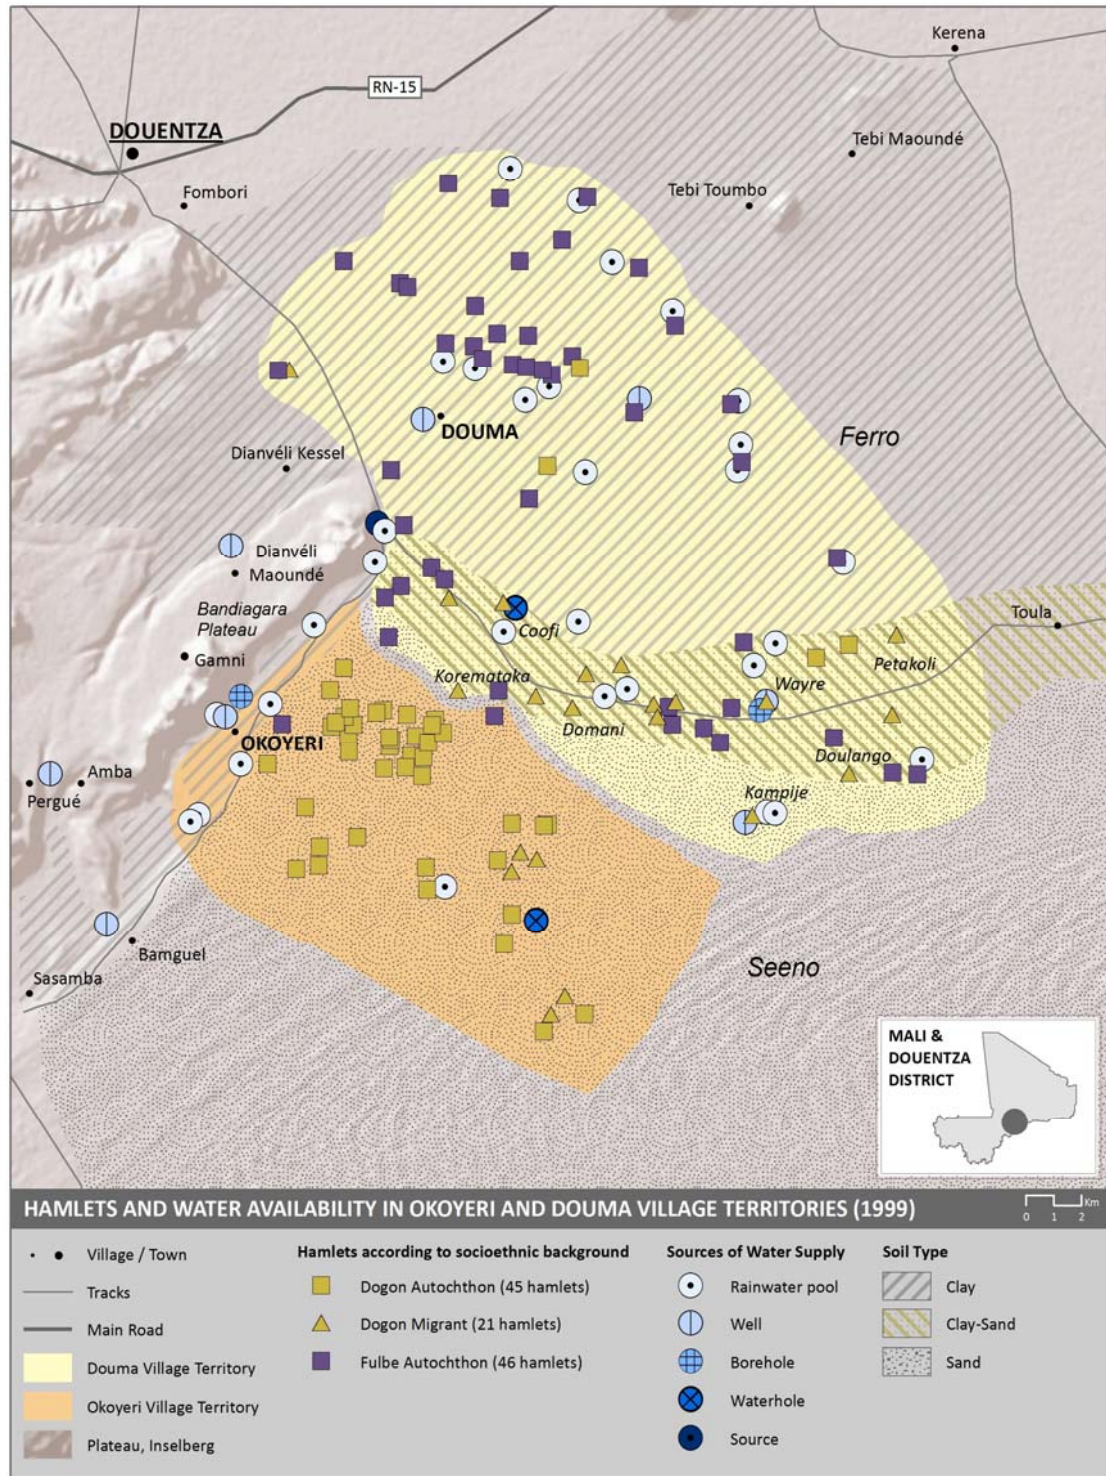 Kerena
RN-15
DOUENTZA
Tebi Maoundé
Fombori
Tebi Toumbo
DOUMA
Ferro
Dianvéli Kessel
Dianvéli
Maoundé
Bandiagara
Plateau
Coofi
Toula
Gamni
Koremataka
Petakoli
Wayre
Domani
OKOYERI
Doulango
Amba
Pergué
Kampije
Bamguel
Seeno
Sasamba
MALI &
DOUENTZA
DISTRICT
HAMLETS AND WATER AVAILABILITY IN OKOYERI AND DOUMA VILLAGE TERRITORIES (1999)
Km
0 1 2
Village / Town
Tracks
Main Road
Douma Village Territory
Okoyeri Village Territory
Plateau, Inselberg
Hamlets according to socioethnic background
Dogon Autochthon (45 hamlets)
Dogon Migrant (21 hamlets)
Fulbe Autochthon (46 hamlets)
Sources of Water Supply
Rainwater pool
Well
Borehole
Waterhole
Source
Soil Type
Clay
Clay-Sand
Sand